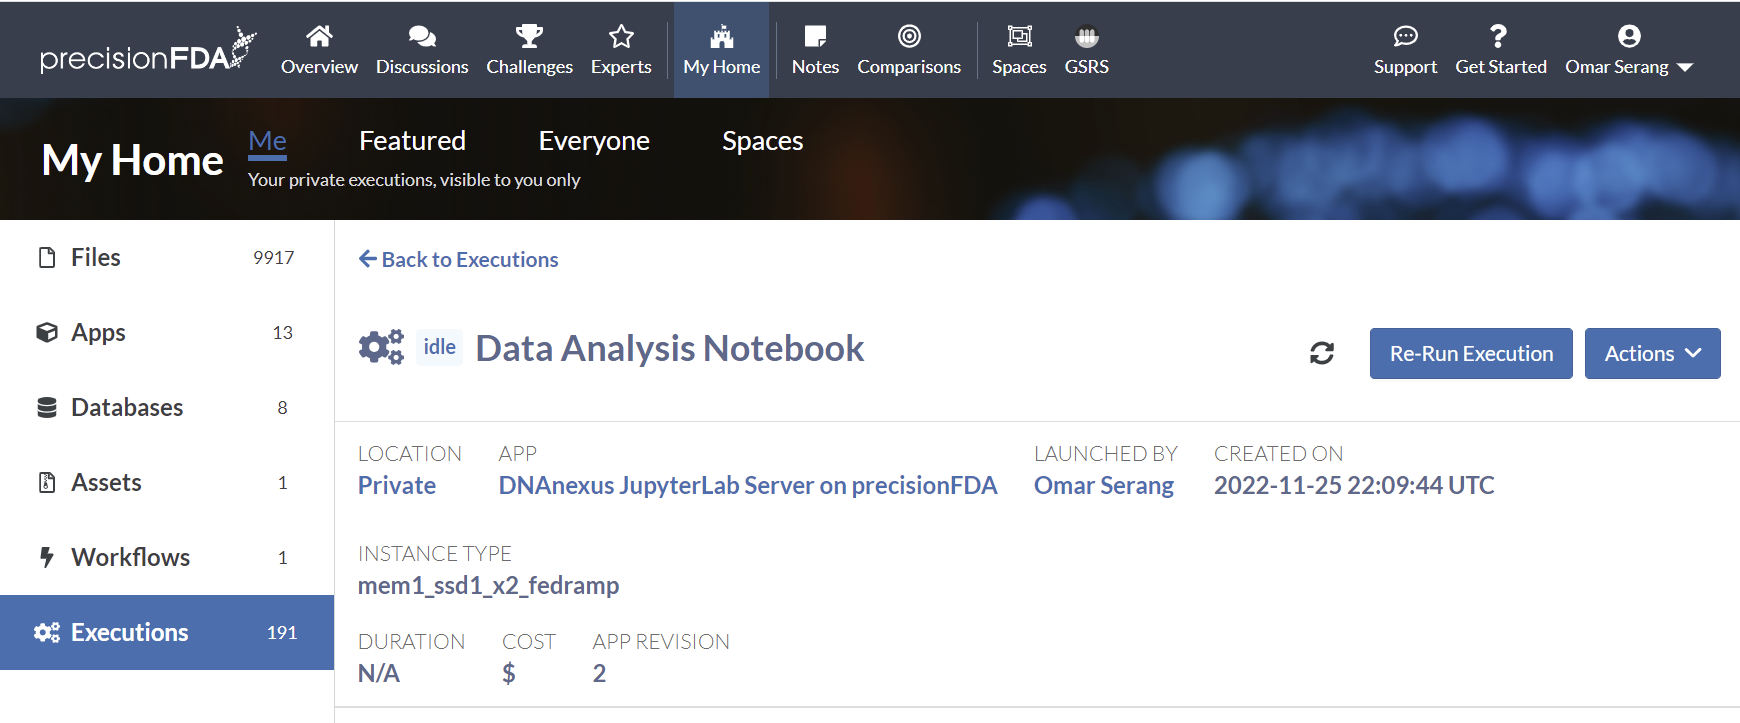 precisionFDA
Overview Discussions Challenges Experts My Home Notes Comparisons Spaces GSRS Support Get Started Omar Serang
My Home Me Featured Everyone Spaces
Your private executions, visible to you only
Files 9917
Apps 13
Databases 8
Assets 1
Workflows 1
Executions 191
Back to Executions
idle Data Analysis Notebook Re-Run Execution Actions
LOCATION APP LAUNCHED BY CREATED ON
Private DNAnexus JupyterLab Server on precisionFDA Omar Serang 2022-11-25 22:09:44 UTC
INSTANCE TYPE
mem1_ssd1_x2_fedramp
DURATION COST APP REVISION
N/A $ 2